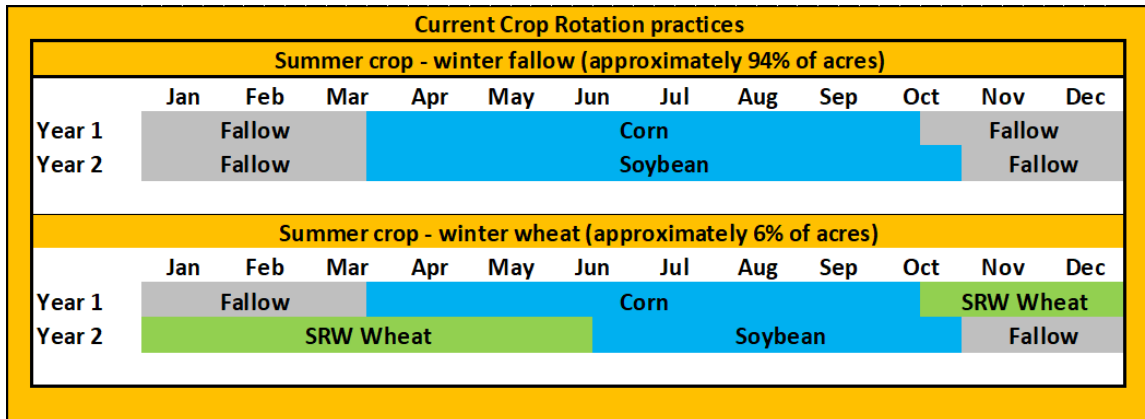 Current Crop Rotation practices
Summer crop - winter fallow (approximately 94% of acres)
Jan Feb Mar Apr May Jun Jul Aug Sep Oct Nov Dec
Year 1 Fallow Corn Fallow
Year 2 Fallow Soybean Fallow
Summer crop - winter wheat (approximately 6% of acres)
Jan Feb Mar Apr May Jun Jul Aug Sep Oct Nov Dec
Year 1 Fallow Corn SRW Wheat
Year 2 SRW Wheat Soybean Fallow